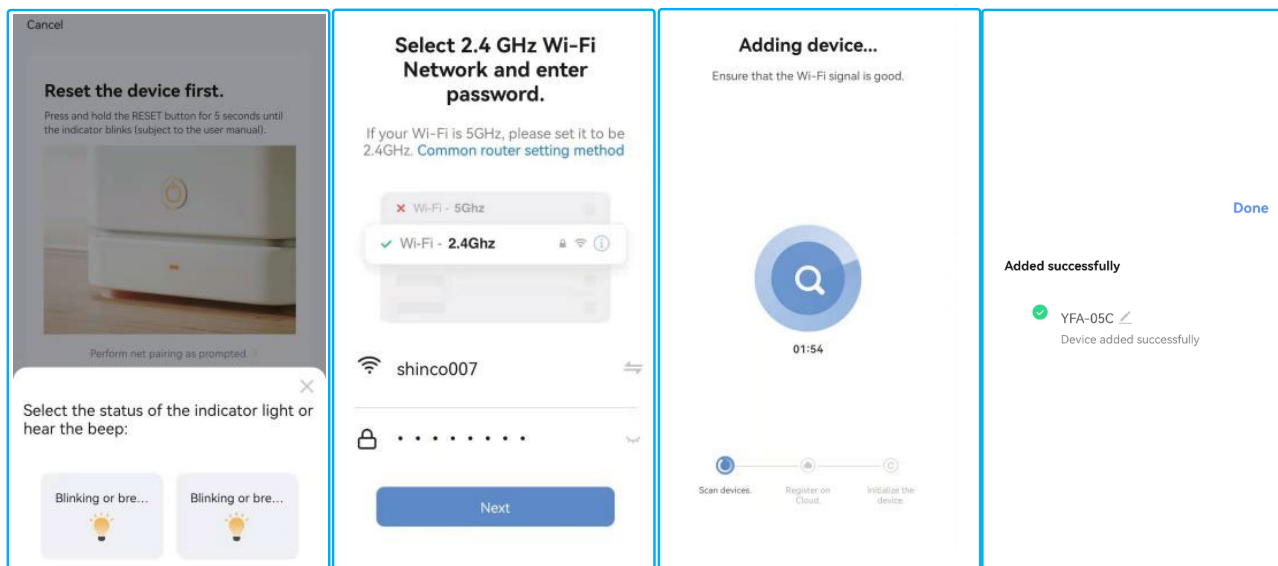 Cancel
Reset the device first.
Press and hold the RESET button for 5 seconds until
the indicator blinks (subject to the user manual).
Perform net pairing as prompted.
Select the status of the indicator light or
hear the beep:
Blinking or bre...
Blinking or bre...
Select 2.4 GHz Wi-Fi
Network and enter
password.
If your Wi-Fi is 5GHz, please set it to be
2.4GHz. Common router setting method
Wi-Fi - 5Ghz
Wi-Fi - 2.4Ghz
shinco007
Next
Adding device...
Ensure that the Wi-Fi signal is good.
01:54
Scan devices.
Register on
Cloud.
Initialize the
device.
Done
Added successfully
YFA-05C
Device added successfully